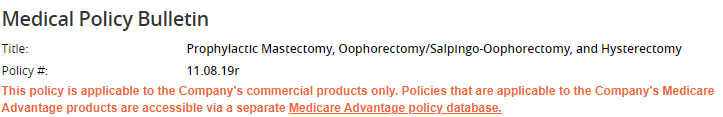 Medical Policy Bulletin
Title: Prophylactic Mastectomy, Oophorectomy/Salpingo-Oophorectomy, and Hysterectomy
Policy #: 11.08.19r
This policy is applicable to the Company's commercial products only. Policies that are applicable to the Company's Medicare
Advantage products are accessible via a separate Medicare Advantage policy database.